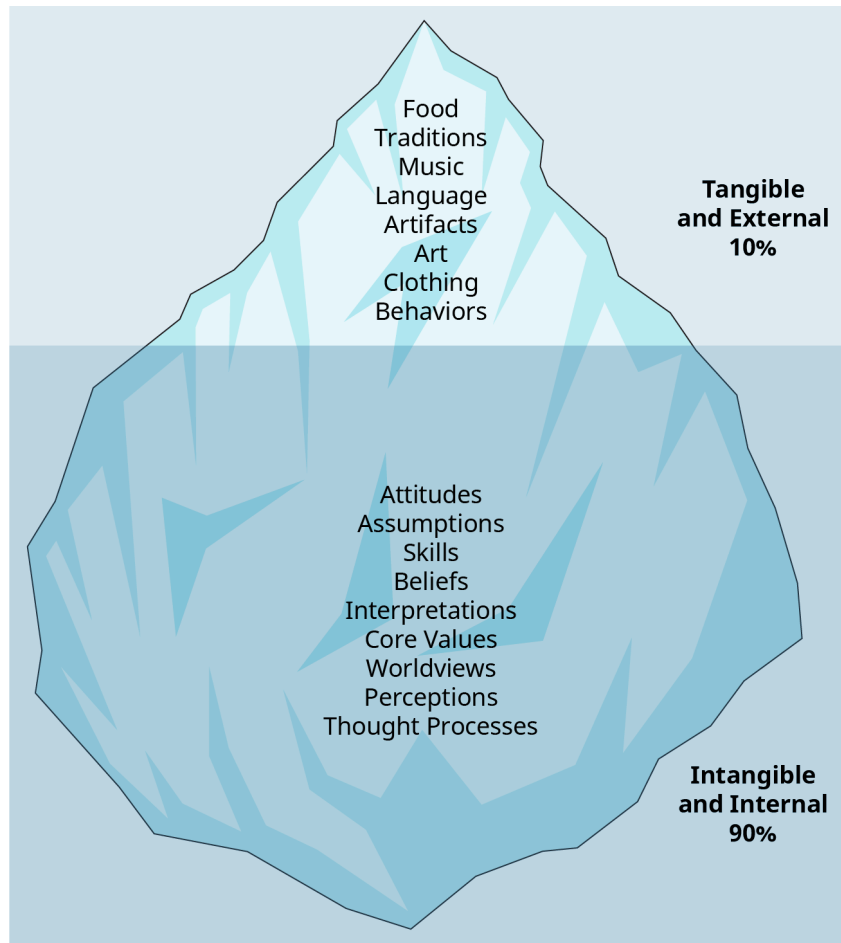 Food
Traditions
Music
Language
Artifacts
Art
Clothing
Behaviors
Tangible
and External
10%
Attitudes
Assumptions
Skills
Beliefs
Interpretations
Core Values
Worldviews
Perceptions
Thought Processes
Intangible
and Internal
90%